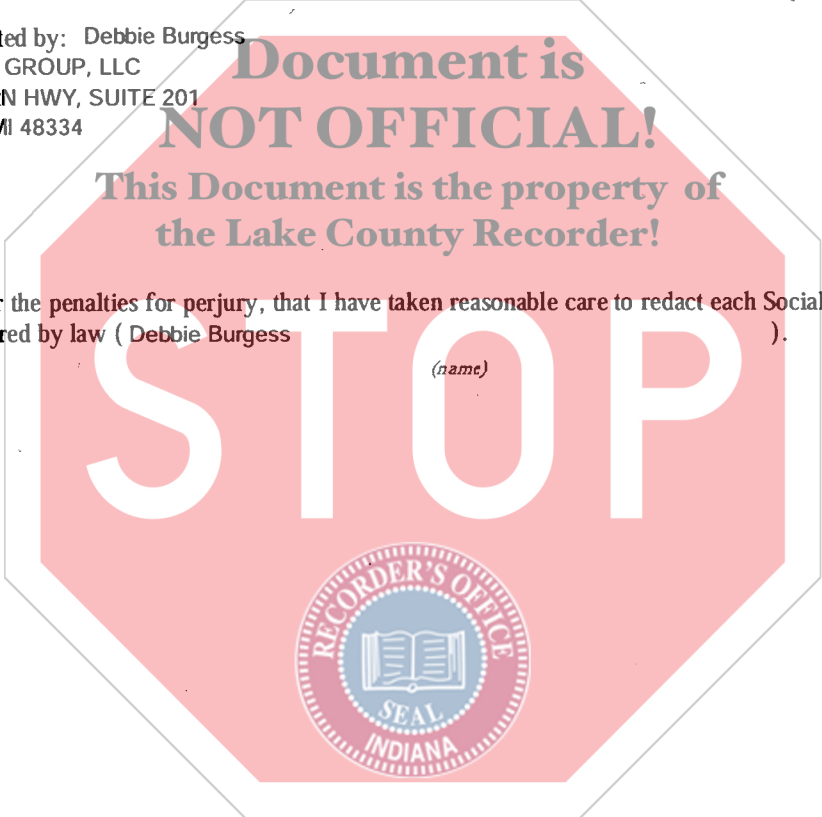 ted by: Debbie Burgess
GROUP, LLC
N HWY, SUITE 201
MI 48334
Document is
NOT OFFICIAL!
This Document is the property of
the Lake County Recorder!
the penalties for perjury, that I have taken reasonable care to redact each Social
red by law ( Debbie Burgess ).
(name)
STOP
RECORDER'S OFFICE
SEAL
INDIANA